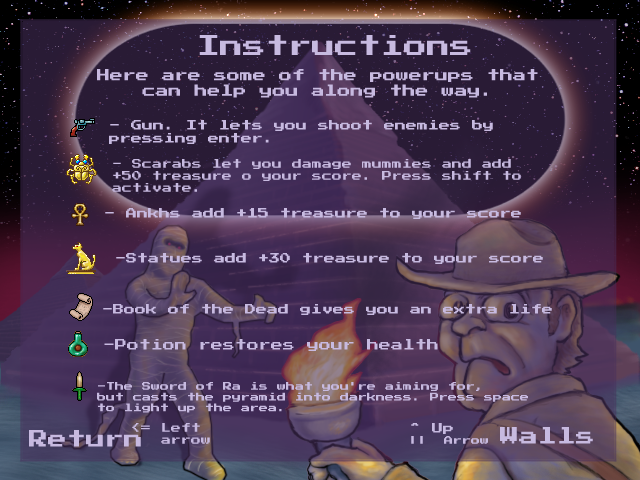 Instructions
Here are some of the powerups that
can help you along the way.
- Gun. It lets you shoot enemies by
pressing enter.
- Scarabs let you damage mummies and add
+50 treasure o your score. Press shift to
activate.
- Ankhs add +15 treasure to your score
-Statues add +30 treasure to your score
-Book of the Dead gives you an extra life
-Potion restores your health
-The Sword of Ra is what you're aiming for,
but casts the pyramid into darkness. Press space
to light up the area.
Return <= Left
arrow
^ Up
|| Arrow Walls